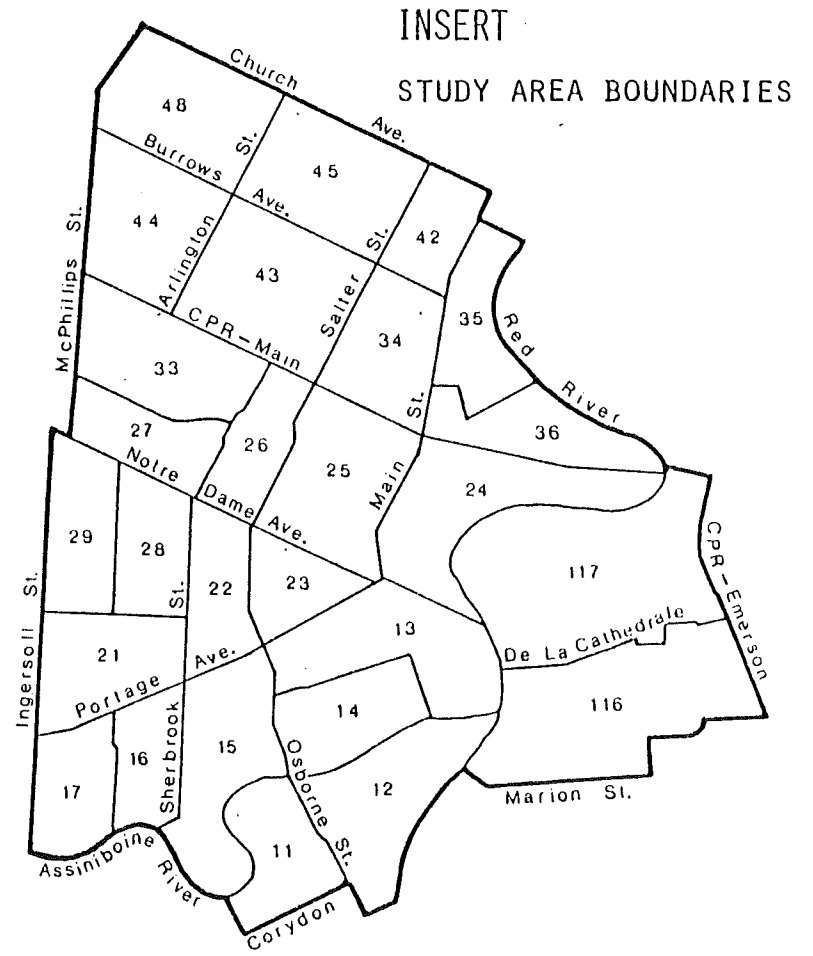 INSERT
STUDY AREA BOUNDARIES
Church Ave.
48
Burrows Ave.
45
44
Arlington St.
42
43
Salter St.
McPhillips St.
CPR-Main
34
35
Red River
33
36
27
26
25
Main St.
24
Notre Dame Ave.
29
28
22
23
117
CPR-Emerson
13
De La Cathedrale
21
Portage Ave.
Ingersoll St.
14
116
16
Sherbrook St.
15
Osborne St.
12
17
Marion St.
11
Assiniboine River
Corydon